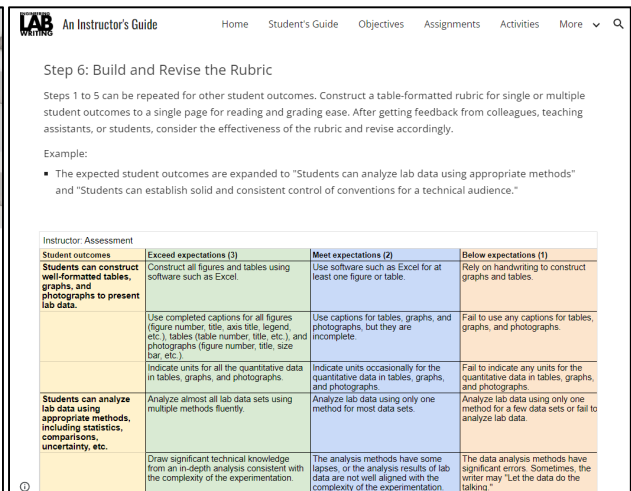 ENGINEERING
LAB
WRITING
An Instructor's Guide
Home Student's Guide Objectives Assignments Activities More
Step 6: Build and Revise the Rubric
Steps 1 to 5 can be repeated for other student outcomes. Construct a table-formatted rubric for single or multiple
student outcomes to a single page for reading and grading ease. After getting feedback from colleagues, teaching
assistants, or students, consider the effectiveness of the rubric and revise accordingly.
Example:
▪ The expected student outcomes are expanded to "Students can analyze lab data using appropriate methods"
and "Students can establish solid and consistent control of conventions for a technical audience."
Instructor: Assessment
Student outcomes
Exceed expectations (3)
Meet expectations (2)
Below expectations (1)
Students can construct
well-formatted tables,
graphs, and
photographs to present
lab data.
Construct all figures and tables using
software such as Excel.
Use software such as Excel for at
least one figure or table.
Rely on handwriting to construct
graphs and tables.
Use completed captions for all figures
(figure number, title, axis title, legend,
etc.), tables (table number, title, etc.), and
photographs (figure number, title, size
bar, etc.).
Use captions for tables, graphs, and
photographs, but they are
incomplete.
Fail to use any captions for tables,
graphs, and photographs.
Indicate units for all the quantitative data
in tables, graphs, and photographs.
Indicate units occasionally for the
quantitative data in tables, graphs,
and photographs.
Fail to indicate any units for the
quantitative data in tables, graphs,
and photographs.
Students can analyze
lab data using
appropriate methods,
including statistics,
comparisons,
uncertainty, etc.
Analyze almost all lab data sets using
multiple methods fluently.
Analyze lab data using only one
method for most data sets.
Analyze lab data using only one
method for a few data sets or fail to
analyze lab data.
Draw significant technical knowledge
from an in-depth analysis consistent with
the complexity of the experimentation.
The analysis methods have some
lapses, or the analysis results of lab
data are not well aligned with the
complexity of the experimentation.
The data analysis methods have
significant errors. Sometimes, the
writer may "Let the data do the
talking."